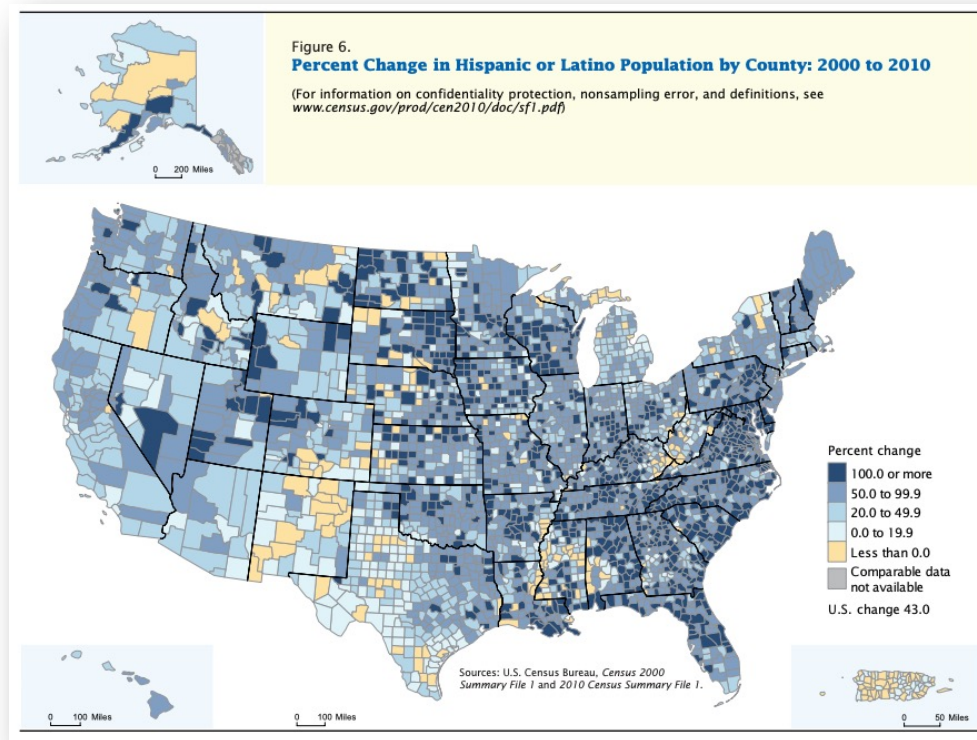 Figure 6.
Percent Change in Hispanic or Latino Population by County: 2000 to 2010
(For information on confidentiality protection, nonsampling error, and definitions, see
www.census.gov/prod/cen2010/doc/sf1.pdf)
0 200 Miles
Percent change
100.0 or more
50.0 to 99.9
20.0 to 49.9
0.0 to 19.9
Less than 0.0
Comparable data
not available
U.S. change 43.0
Sources: U.S. Census Bureau, Census 2000
Summary File 1 and 2010 Census Summary File 1.
0 100 Miles
0 100 Miles
0 50 Miles